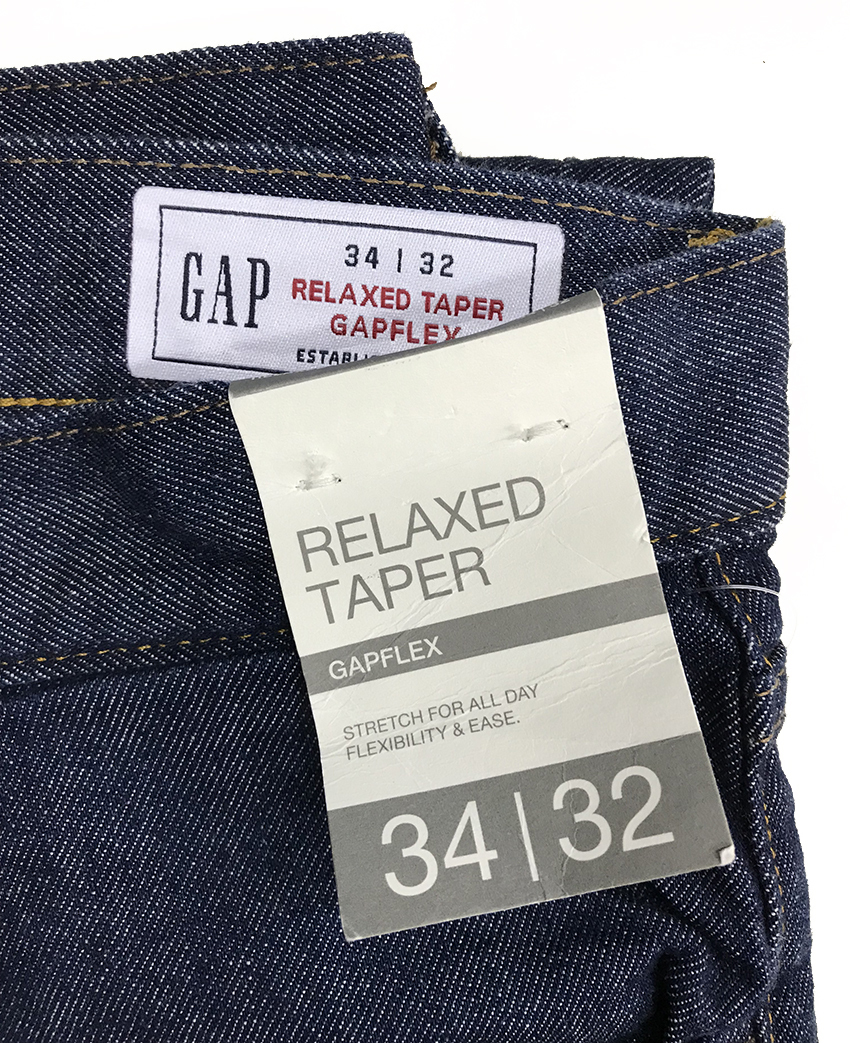 GAP
34 | 32
RELAXED TAPER
GAPFLEX
RELAXED
TAPER
GAPFLEX
STRETCH FOR ALL DAY
FLEXIBILITY & EASE.
34 | 32